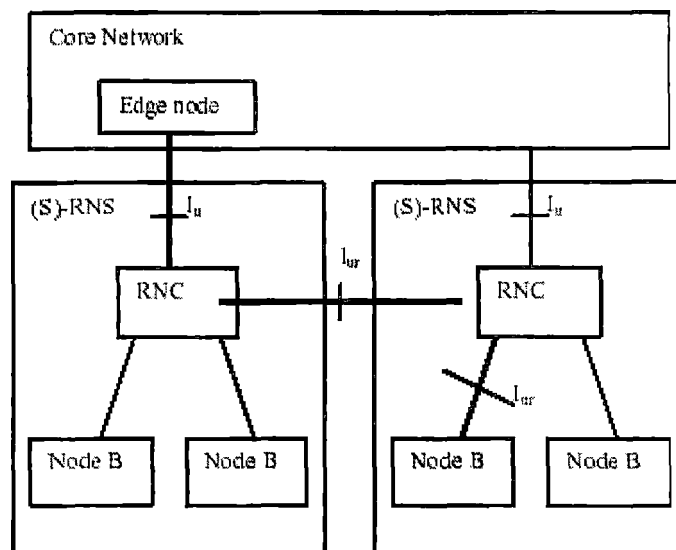 Core Network
Edge node
(S)-RNS
Iu
(S)-RNS
Iu
Iur
RNC
RNC
Iur
Node B
Node B
Node B
Node B